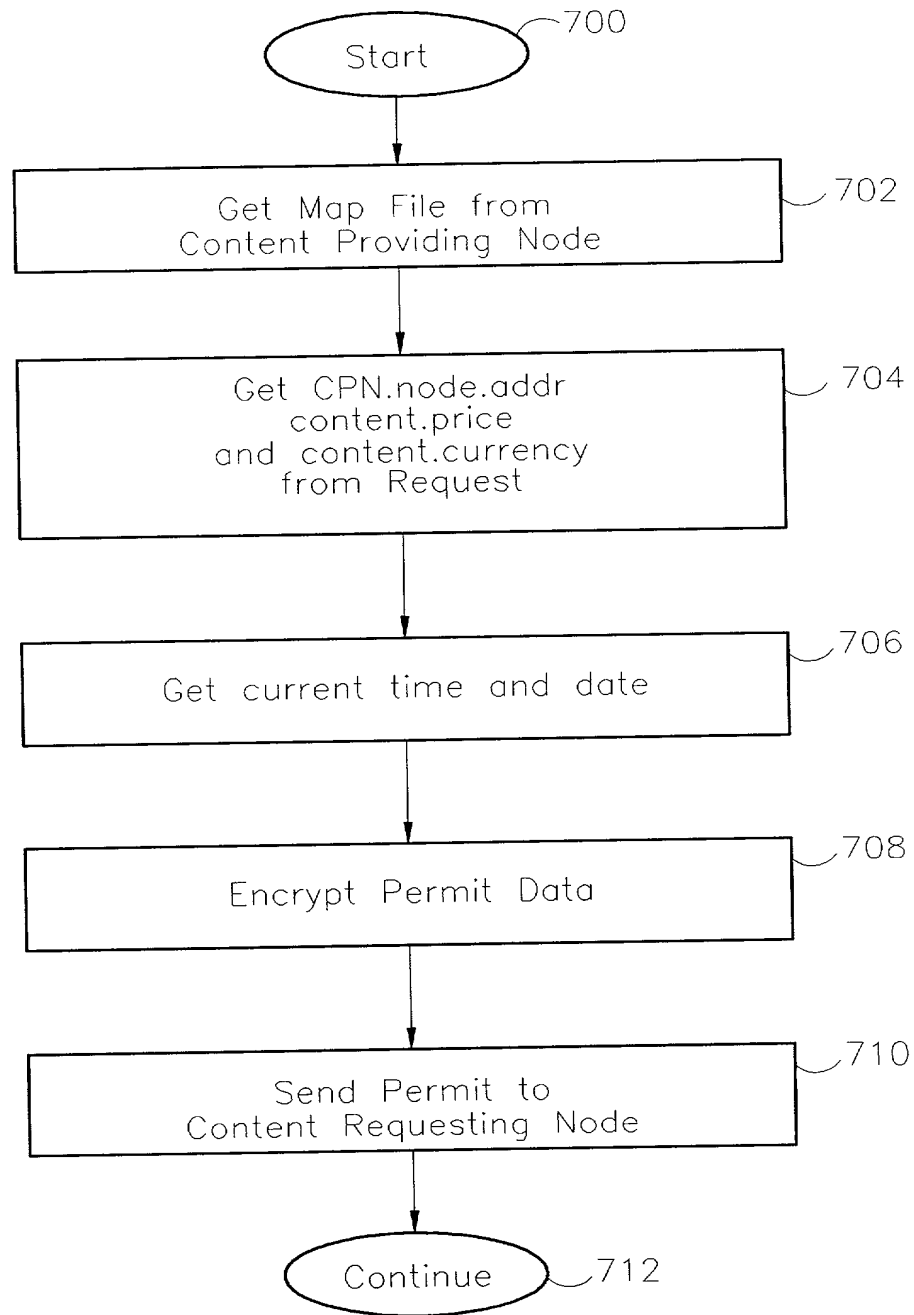 700
Start
702
Get Map File from
Content Providing Node
704
Get CPN.node.addr
content.price
and content.currency
from Request
706
Get current time and date
708
Encrypt Permit Data
710
Send Permit to
Content Requesting Node
Continue
712